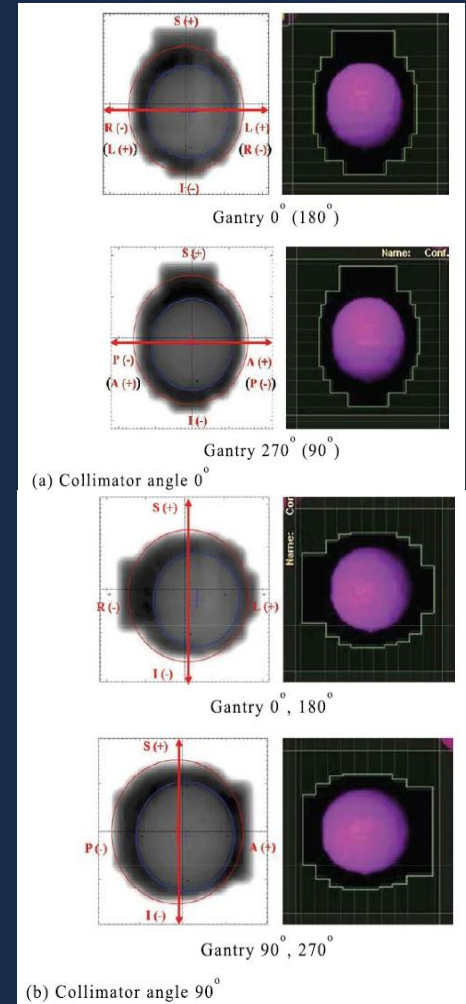 S (+)
R (-) L (+)
(L (+)) (R (-))
I (-)
Gantry 0° (180°)
Name: Conf.
S (+)
P (-) A (+)
(A (+)) (P (-))
I (-)
Gantry 270° (90°)
(a) Collimator angle 0°
Name: Con
S (+)
R (-) L (+)
I (-)
Gantry 0°, 180°
S (+)
P (-) A (+)
I (-)
Gantry 90°, 270°
(b) Collimator angle 90°